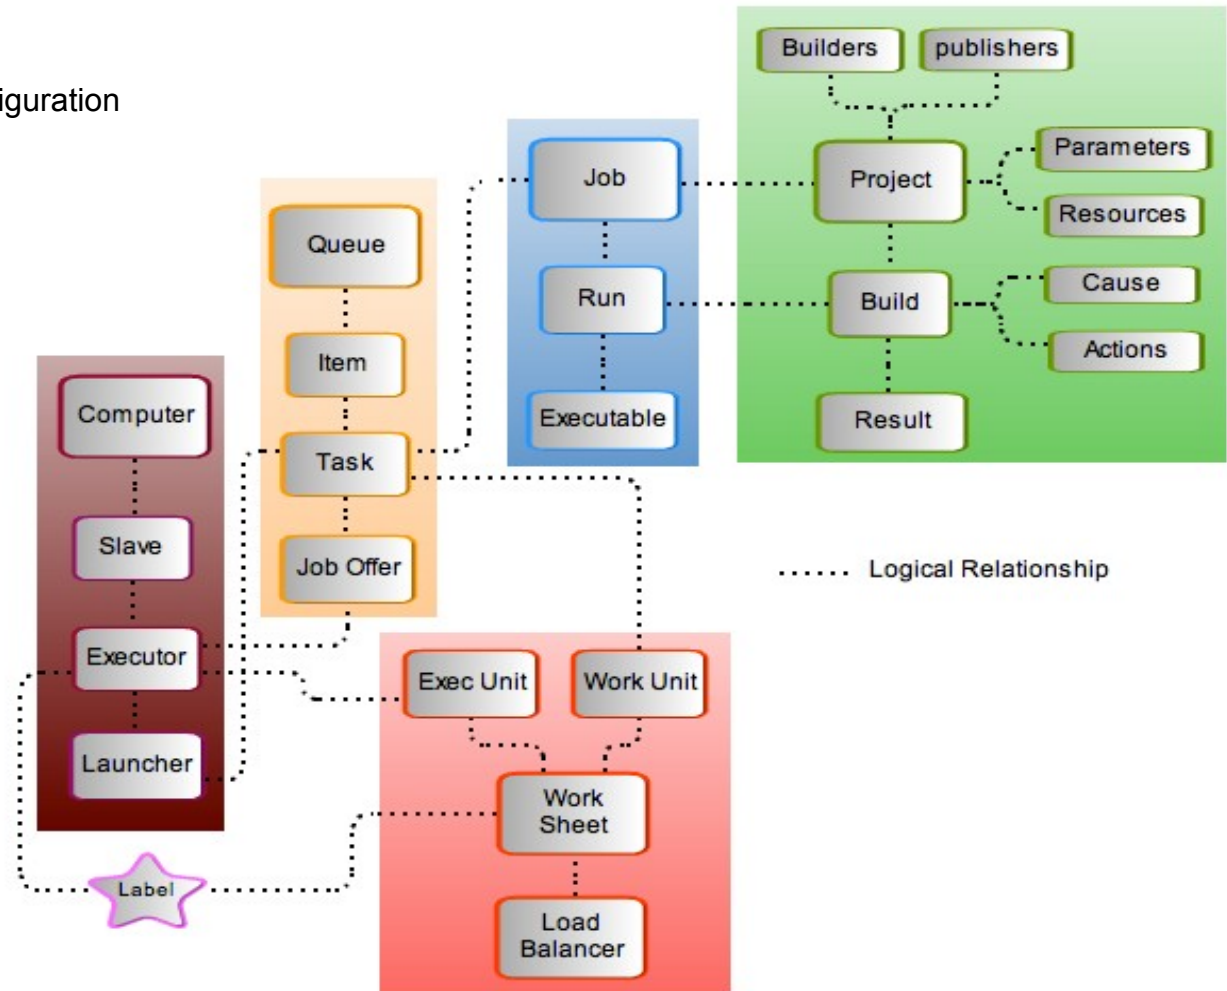 Builders
publishers
iguration
Parameters
Job
Project
Resources
Queue
Run
Build
Cause
Item
Actions
Computer
Executable
Result
Task
Slave
Job Offer
Logical Relationship
Executor
Exec Unit
Work Unit
Launcher
Work
Sheet
Label
Load
Balancer